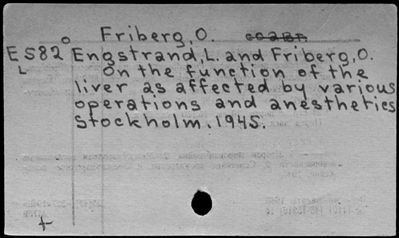 Friberg, O.
E582 Engstrand, L. and Friberg, O.
L On the function of the
liver as affected by various
operations and anesthetics
Stockholm. 1945.